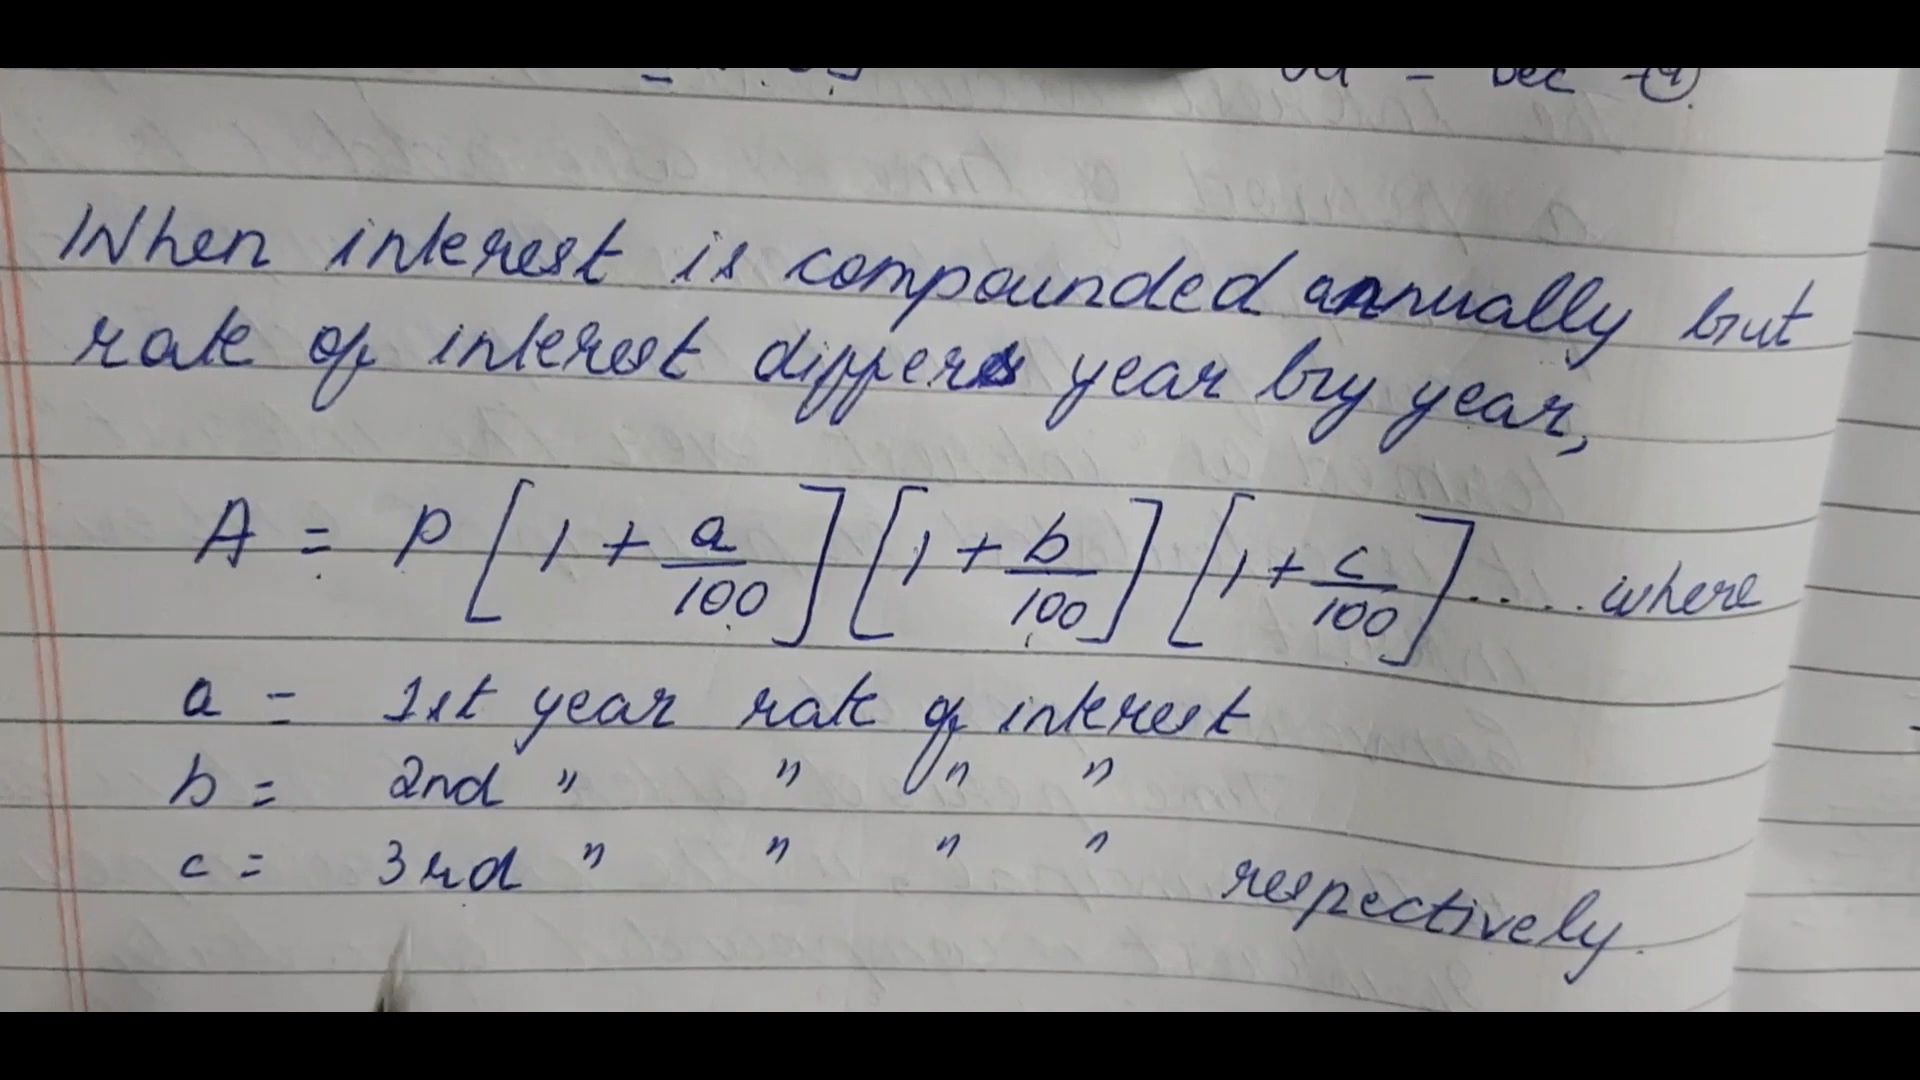 Dec
When interest is compounded annually but
rate of interest differs year by year,
A = P [1 + a/100] [1 + b/100] [1 + c/100] .... where
a = 1st year rate of interest
b = 2nd " " " "
c = 3rd " " " " respectively.